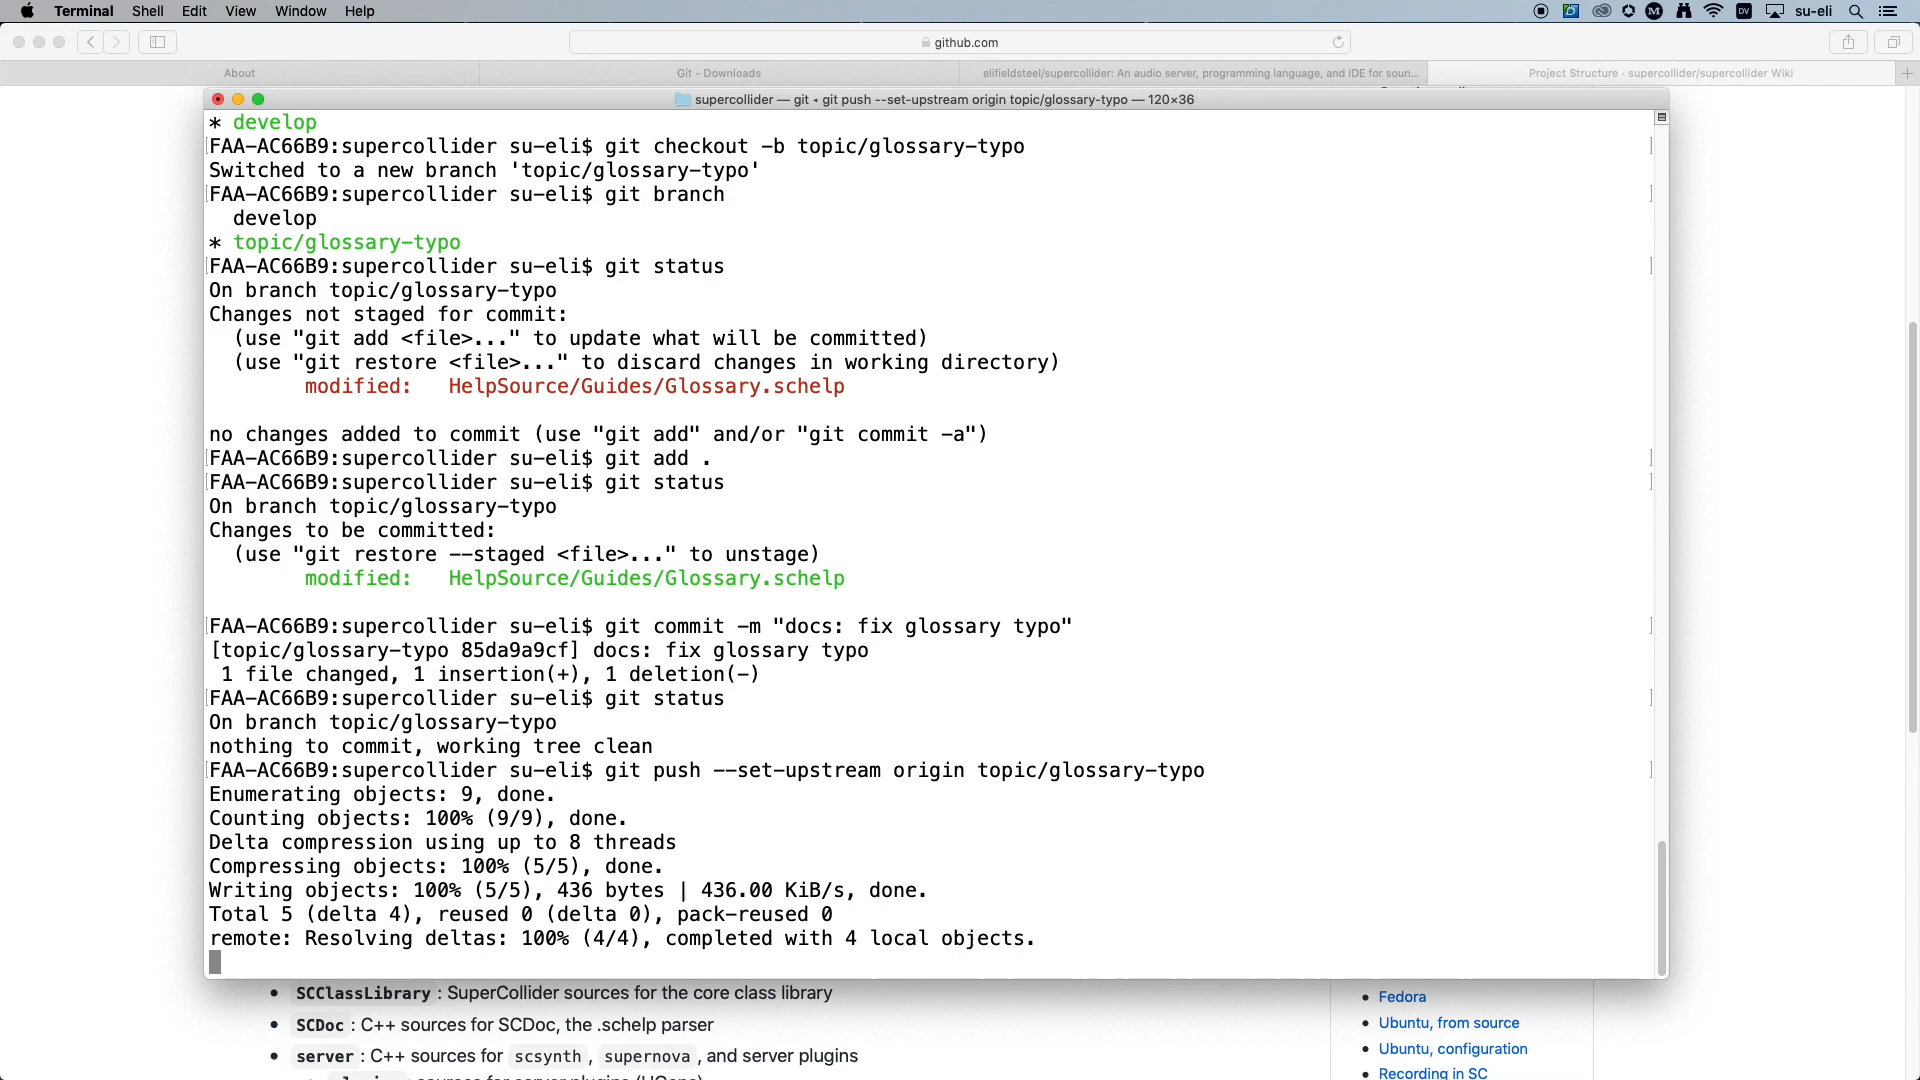 Terminal Shell Edit View Window Help
su-eli
github.com
About
Git - Downloads
elifieldsteel/supercollider: An audio server, programming language, and IDE for soun...
Project Structure · supercollider/supercollider Wiki
supercollider — git ◂ git push --set-upstream origin topic/glossary-typo — 120×36
* develop
FAA-AC66B9:supercollider su-eli$ git checkout -b topic/glossary-typo
Switched to a new branch 'topic/glossary-typo'
FAA-AC66B9:supercollider su-eli$ git branch
develop
* topic/glossary-typo
FAA-AC66B9:supercollider su-eli$ git status
On branch topic/glossary-typo
Changes not staged for commit:
(use "git add <file>..." to update what will be committed)
(use "git restore <file>..." to discard changes in working directory)
modified:   HelpSource/Guides/Glossary.schelp
no changes added to commit (use "git add" and/or "git commit -a")
FAA-AC66B9:supercollider su-eli$ git add .
FAA-AC66B9:supercollider su-eli$ git status
On branch topic/glossary-typo
Changes to be committed:
(use "git restore --staged <file>..." to unstage)
modified:   HelpSource/Guides/Glossary.schelp
FAA-AC66B9:supercollider su-eli$ git commit -m "docs: fix glossary typo"
[topic/glossary-typo 85da9a9cf] docs: fix glossary typo
1 file changed, 1 insertion(+), 1 deletion(-)
FAA-AC66B9:supercollider su-eli$ git status
On branch topic/glossary-typo
nothing to commit, working tree clean
FAA-AC66B9:supercollider su-eli$ git push --set-upstream origin topic/glossary-typo
Enumerating objects: 9, done.
Counting objects: 100% (9/9), done.
Delta compression using up to 8 threads
Compressing objects: 100% (5/5), done.
Writing objects: 100% (5/5), 436 bytes | 436.00 KiB/s, done.
Total 5 (delta 4), reused 0 (delta 0), pack-reused 0
remote: Resolving deltas: 100% (4/4), completed with 4 local objects.
• SCClassLibrary : SuperCollider sources for the core class library
• SCDoc : C++ sources for SCDoc, the .schelp parser
• server : C++ sources for scsynth , supernova , and server plugins
• Fedora
• Ubuntu, from source
• Ubuntu, configuration
• Recording in SC